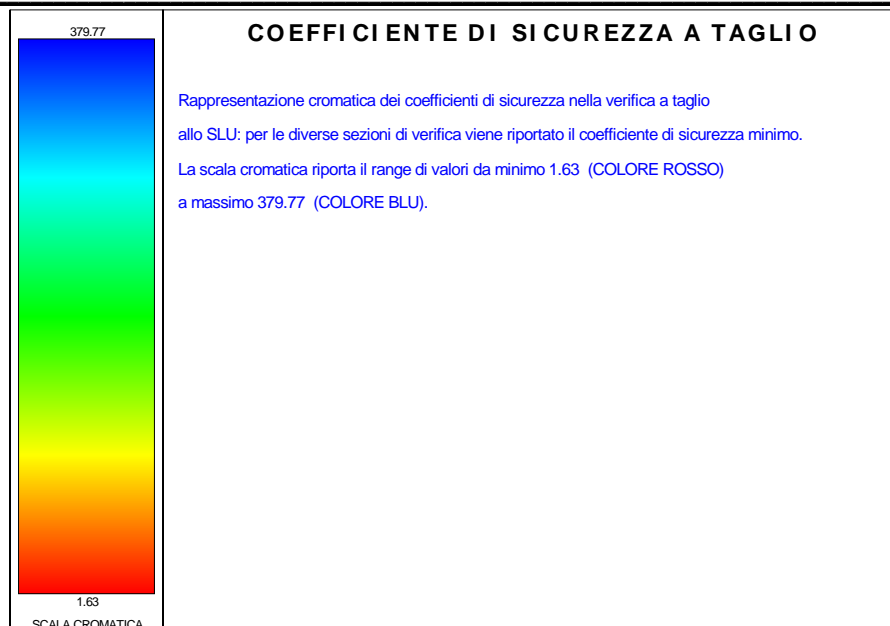 379.77
COEFFICIENTE DI SICUREZZA A TAGLIO
Rappresentazione cromatica dei coefficienti di sicurezza nella verifica a taglio
allo SLU: per le diverse sezioni di verifica viene riportato il coefficiente di sicurezza minimo.
La scala cromatica riporta il range di valori da minimo 1.63 (COLORE ROSSO)
a massimo 379.77 (COLORE BLU).
1.63
SCALA CROMATICA